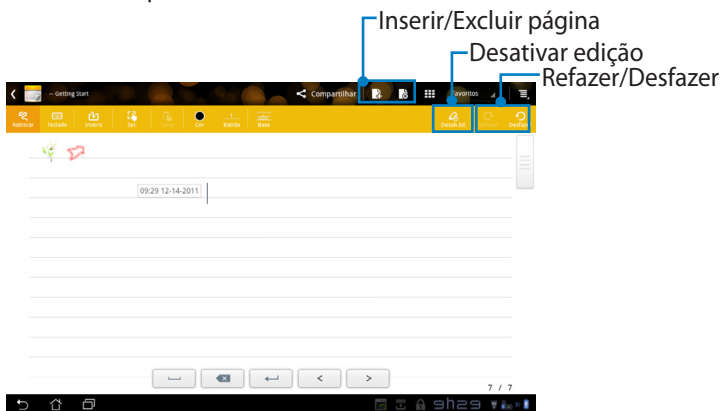 Inserir/Excluir página
Desativar edição
Refazer/Desfazer
-- Getting Start
Compartilhar
Favoritos
Rabiscar Teclado Inserir Sel. Cor Batida Base Desab.Ed. Desfazer
09:29 12-14-2011
7 / 7
9h29